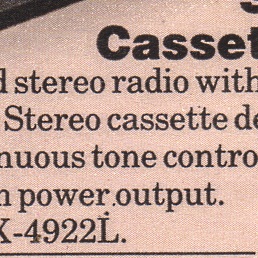 Casset
d stereo radio with
Stereo cassette de
nuous tone contro
n power output.
X-4922L.